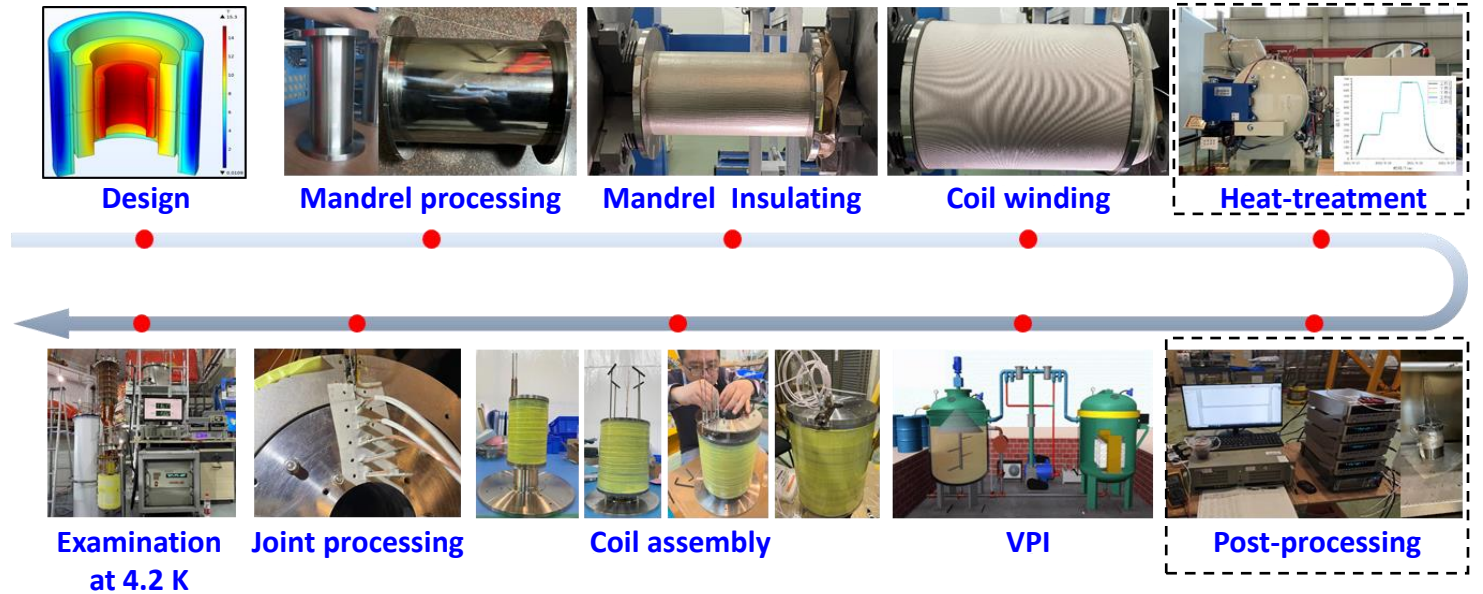 Design
Mandrel processing
Mandrel Insulating
Coil winding
Heat-treatment
Examination
at 4.2 K
Joint processing
Coil assembly
VPI
Post-processing